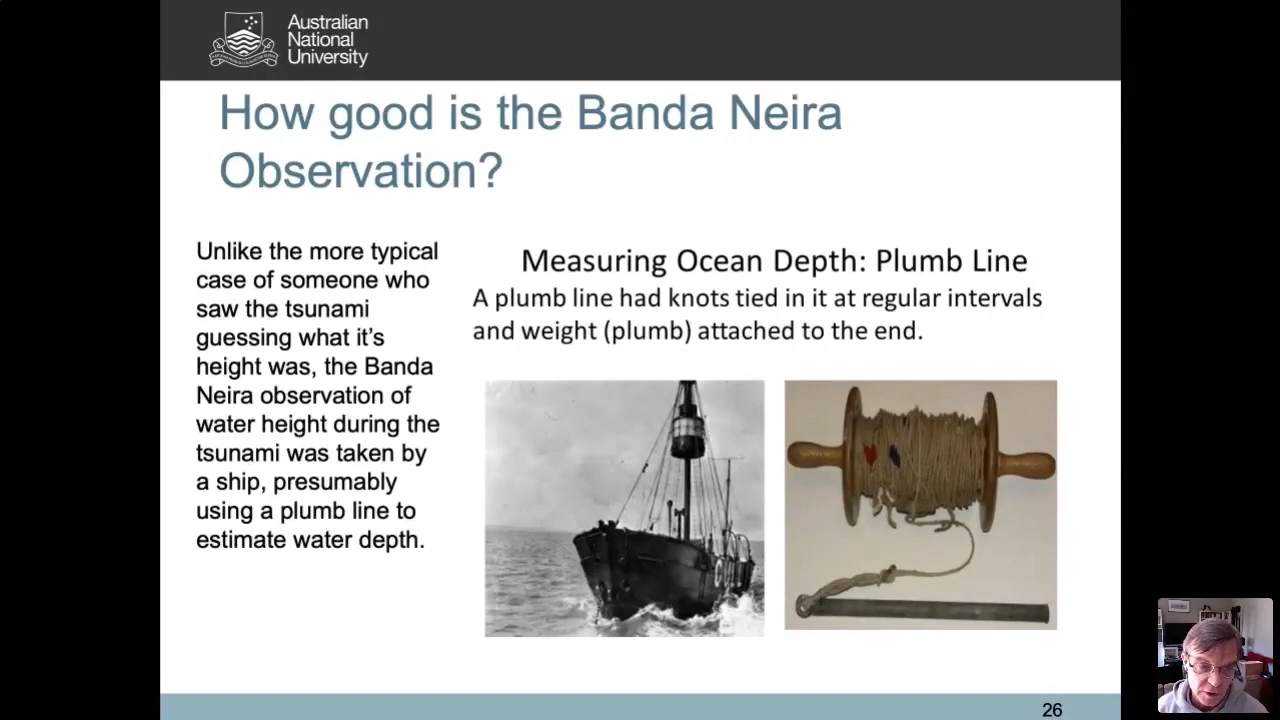 Australian
National
University
How good is the Banda Neira
Observation?
Unlike the more typical
case of someone who
saw the tsunami
guessing what it's
height was, the Banda
Neira observation of
water height during the
tsunami was taken by
a ship, presumably
using a plumb line to
estimate water depth.
Measuring Ocean Depth: Plumb Line
A plumb line had knots tied in it at regular intervals
and weight (plumb) attached to the end.
26